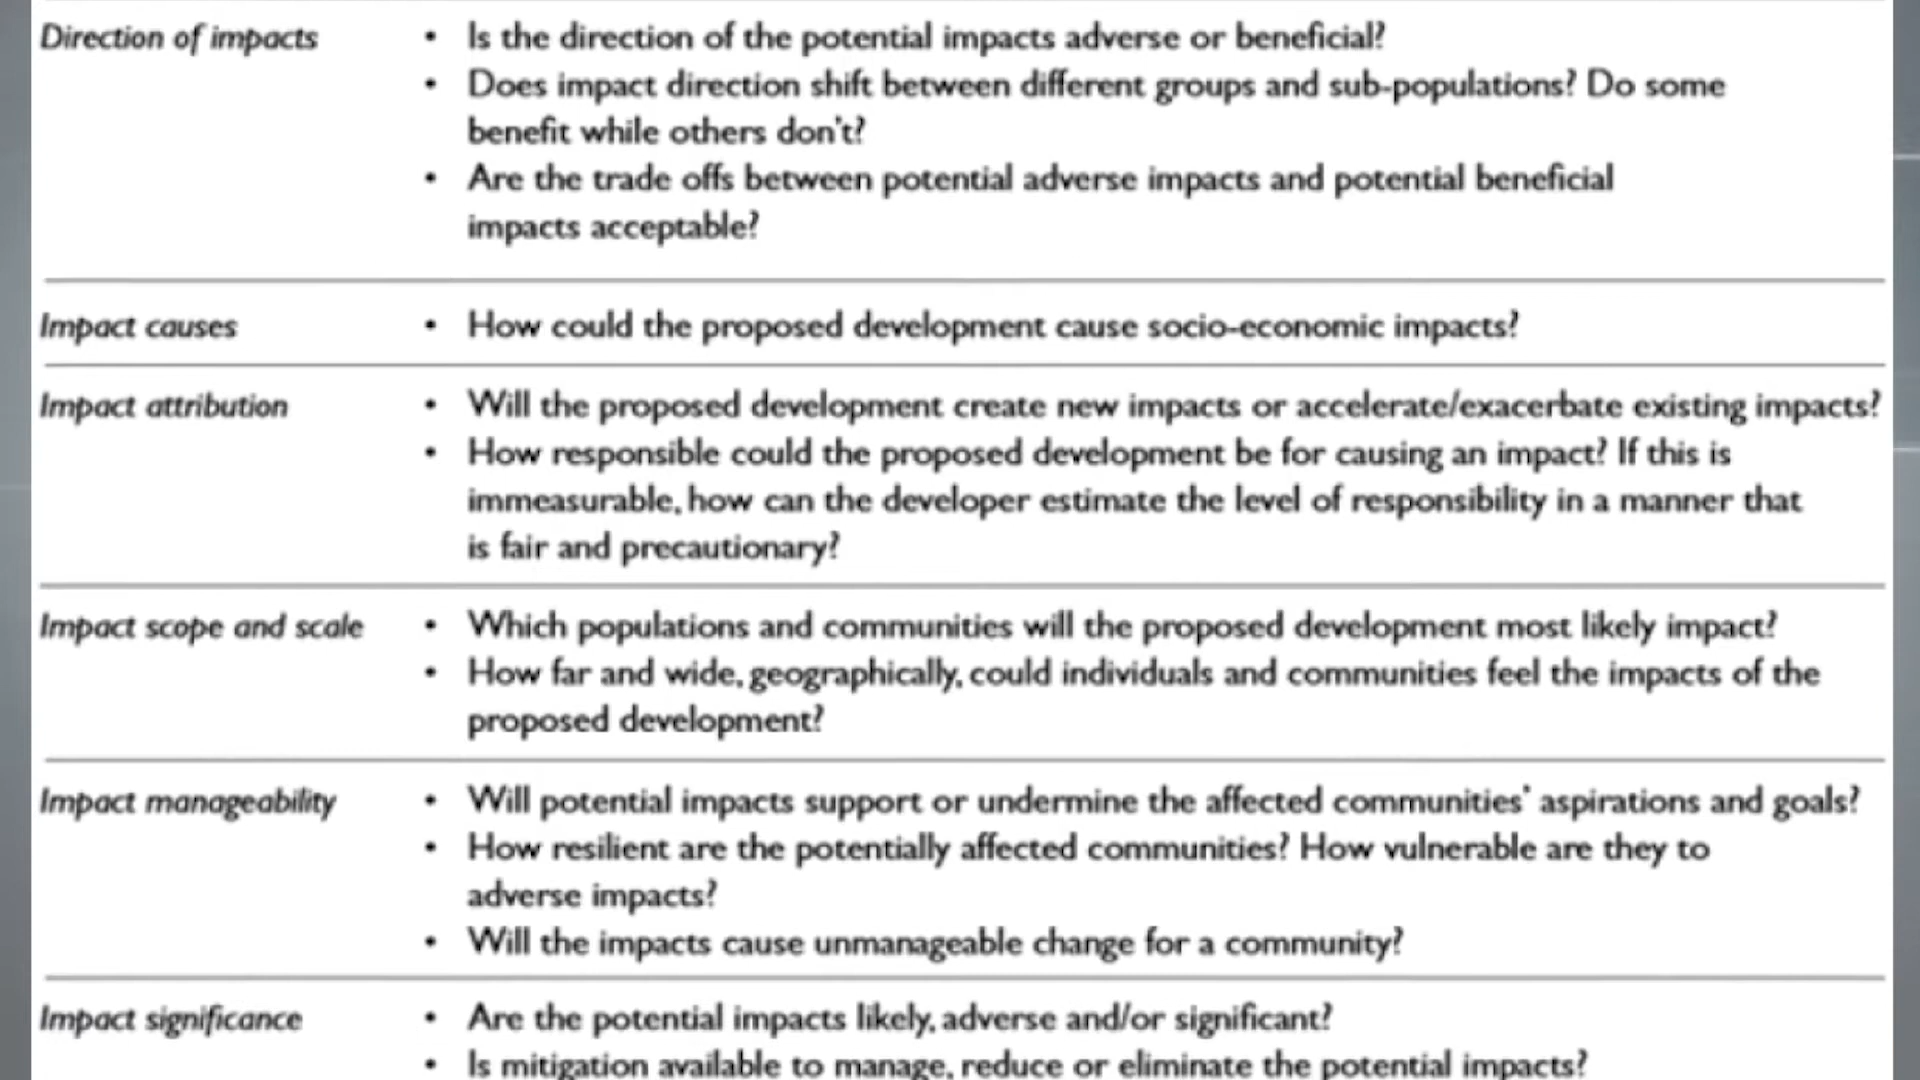 Direction of impacts
• Is the direction of the potential impacts adverse or beneficial?
• Does impact direction shift between different groups and sub-populations? Do some
benefit while others don't?
• Are the trade offs between potential adverse impacts and potential beneficial
impacts acceptable?
Impact causes
• How could the proposed development cause socio-economic impacts?
Impact attribution
• Will the proposed development create new impacts or accelerate/exacerbate existing impacts?
• How responsible could the proposed development be for causing an impact? If this is
immeasurable, how can the developer estimate the level of responsibility in a manner that
is fair and precautionary?
Impact scope and scale
• Which populations and communities will the proposed development most likely impact?
• How far and wide, geographically, could individuals and communities feel the impacts of the
proposed development?
Impact manageability
• Will potential impacts support or undermine the affected communities' aspirations and goals?
• How resilient are the potentially affected communities? How vulnerable are they to
adverse impacts?
• Will the impacts cause unmanageable change for a community?
Impact significance
• Are the potential impacts likely, adverse and/or significant?
• Is mitigation available to manage, reduce or eliminate the potential impacts?